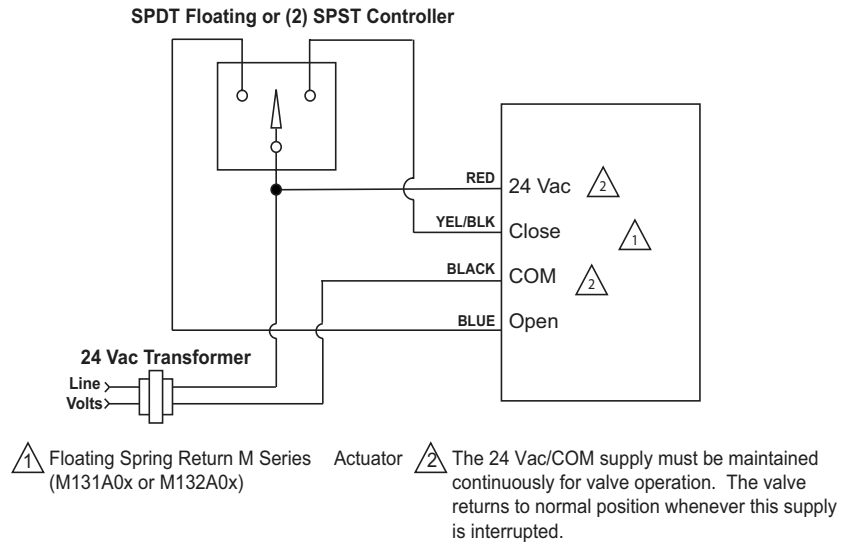 SPDT Floating or (2) SPST Controller
RED
24 Vac
2
YEL/BLK
Close
1
BLACK
COM
2
BLUE
Open
24 Vac Transformer
Line
Volts
1 Floating Spring Return M Series Actuator
(M131A0x or M132A0x)
2 The 24 Vac/COM supply must be maintained
continuously for valve operation. The valve
returns to normal position whenever this supply
is interrupted.